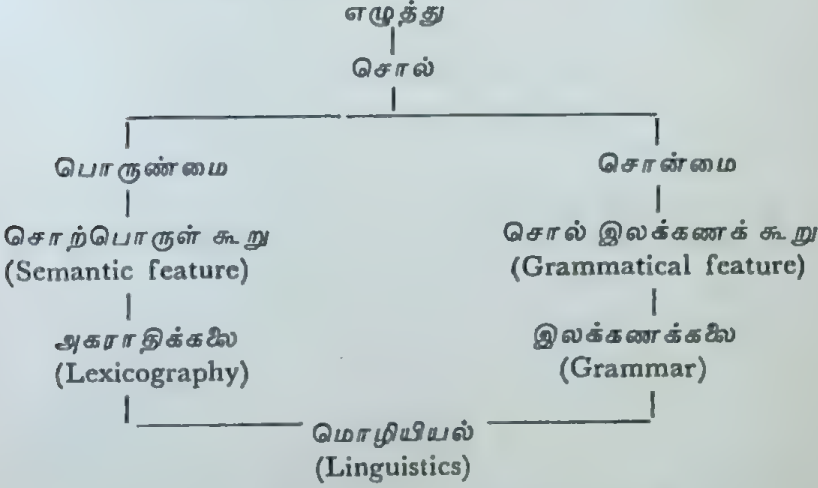 எழுத்து
சொல்
பொருண்மை
சொன்மை
சொற்பொருள் கூறு
(Semantic feature)
சொல் இலக்கணக் கூறு
(Grammatical feature)
அகராதிக்கலை
(Lexicography)
இலக்கணக்கலை
(Grammar)
மொழியியல்
(Linguistics)